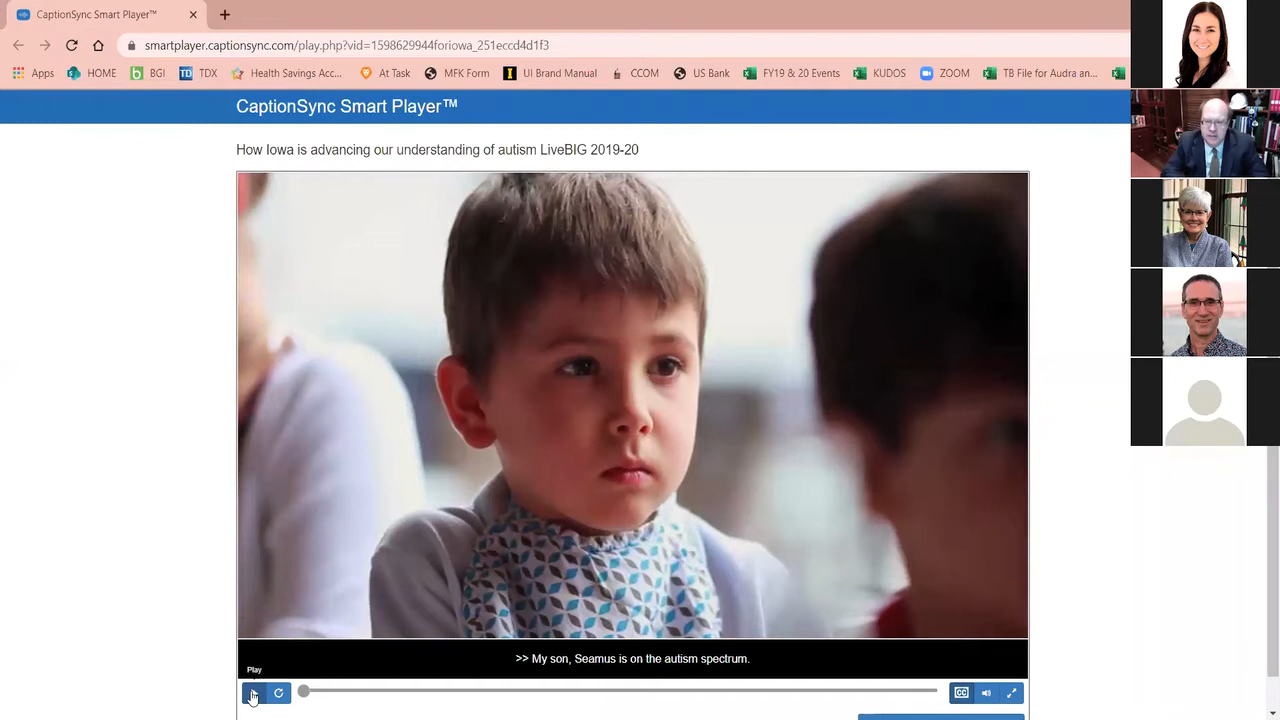 CaptionSync Smart Player™
smartplayer.captionsync.com/play.php?vid=1598629944foriowa_251ecd4d1f3
Apps HOME BGI TDX Health Savings Acc... At Task MFK Form UI Brand Manual CCOM US Bank FY19 & 20 Events KUDOS ZOOM TB File for Audra an...
CaptionSync Smart Player™
How Iowa is advancing our understanding of autism LiveBIG 2019-20
>> My son, Seamus is on the autism spectrum.
Play
CC